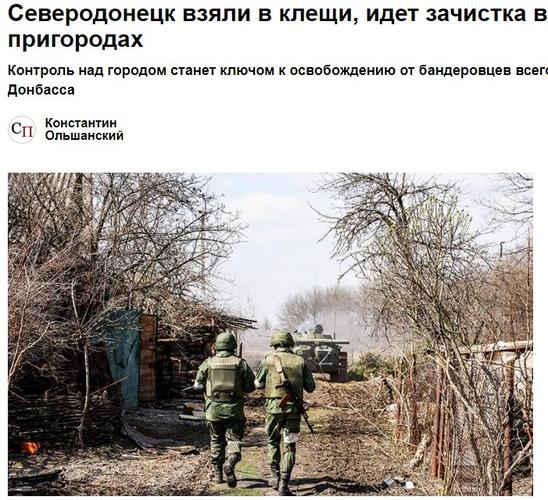 Северодонецк взяли в клещи, идет зачистка в
пригородах
Контроль над городом станет ключом к освобождению от бандеровцев всего
Донбасса
СП
Константин
Ольшанский
Z